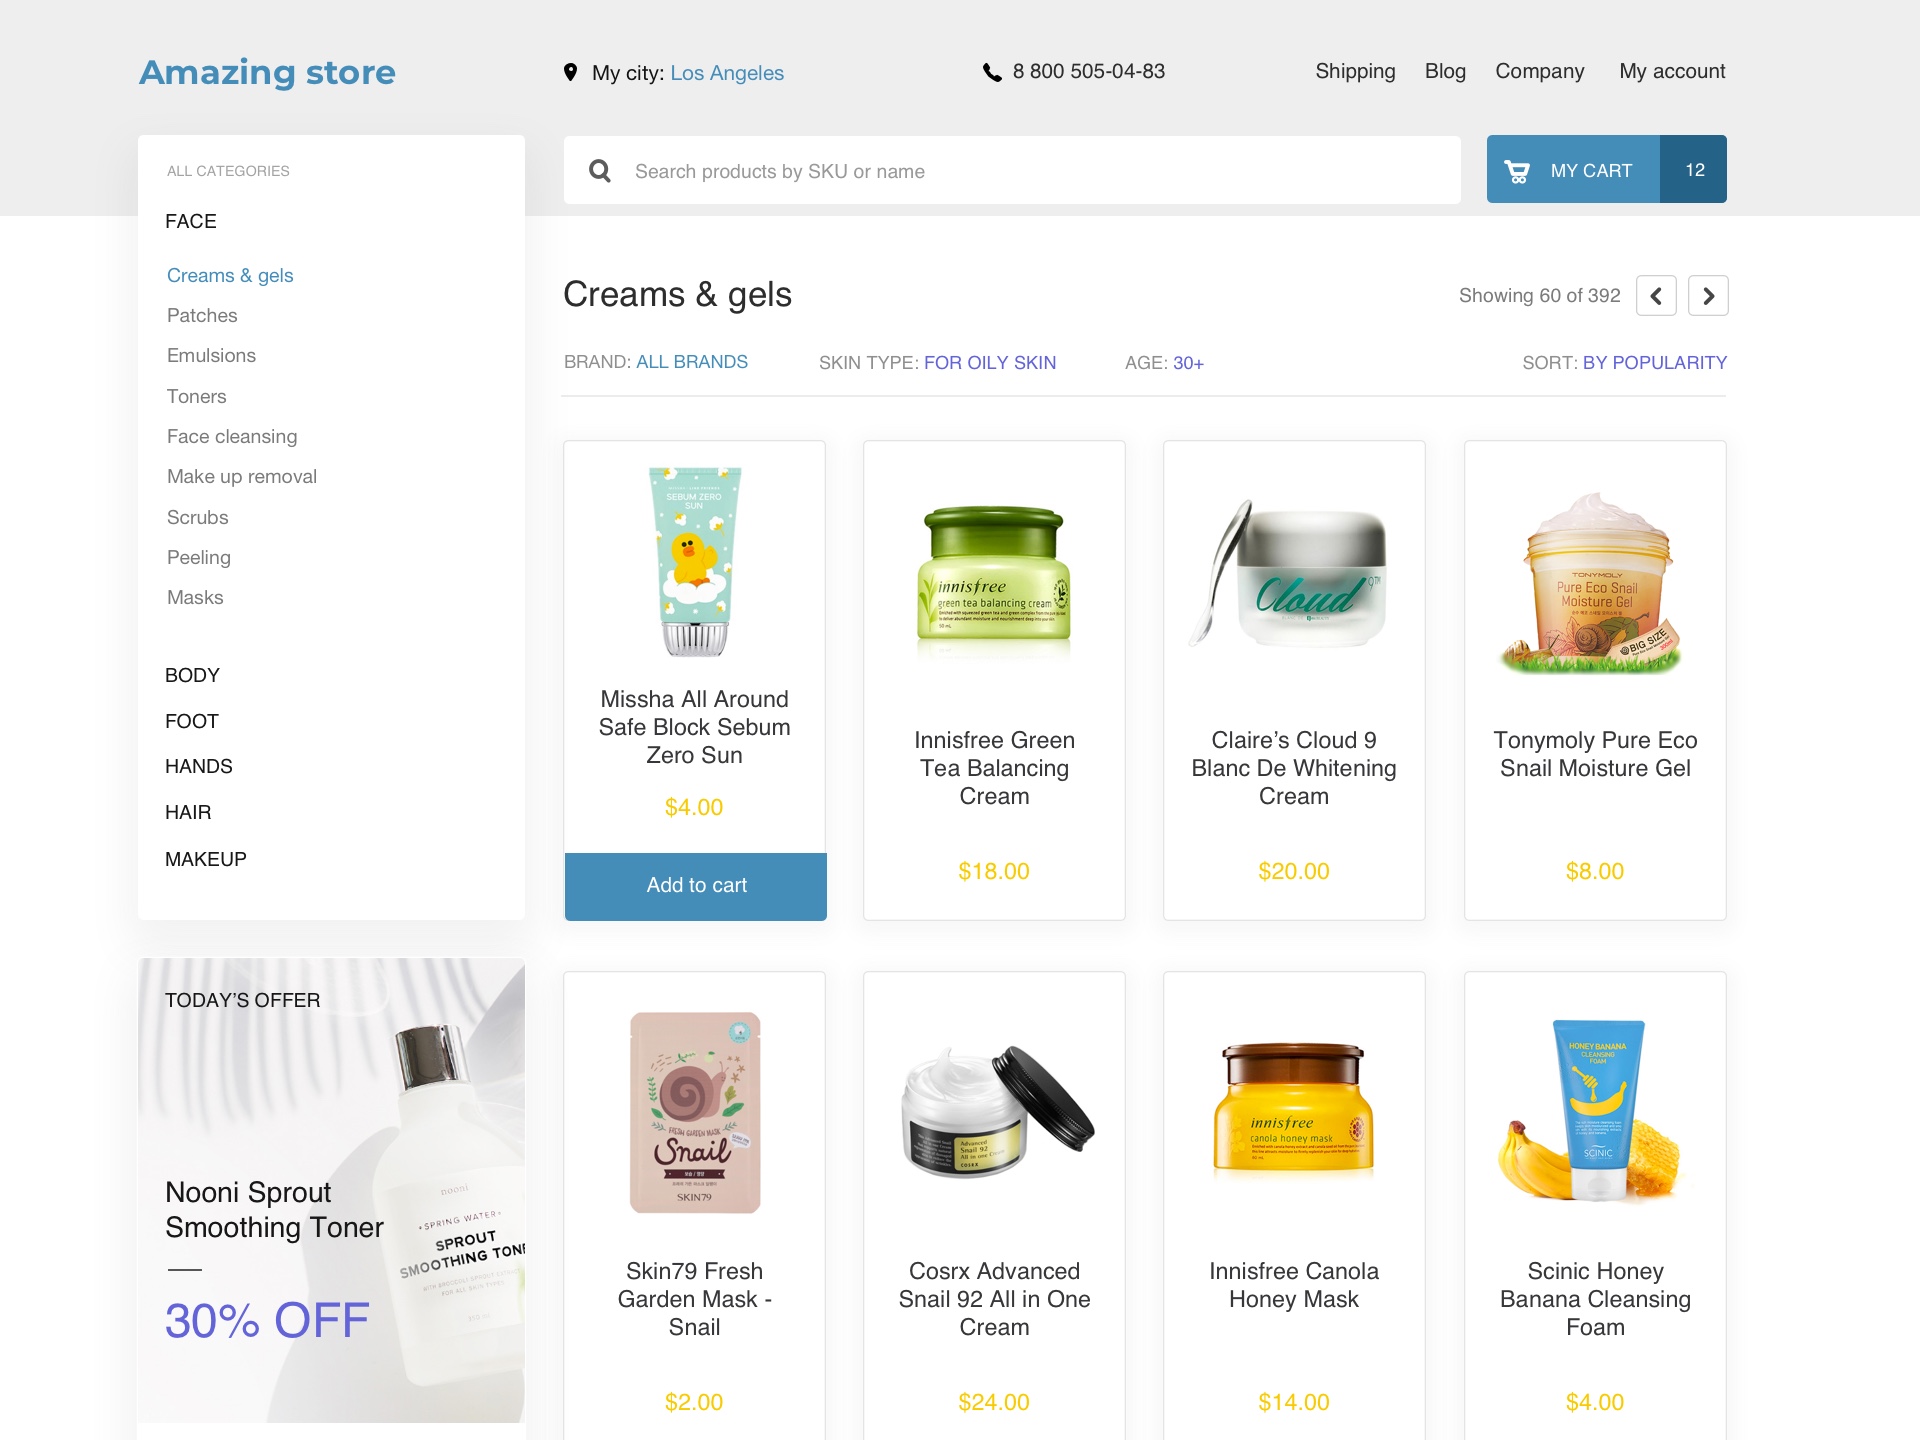 Amazing store
My city: Los Angeles
8 800 505-04-83
Shipping
Blog
Company
My account
ALL CATEGORIES
FACE
Creams & gels
Patches
Emulsions
Toners
Face cleansing
Make up removal
Scrubs
Peeling
Masks
BODY
FOOT
HANDS
HAIR
MAKEUP
Search products by SKU or name
MY CART
12
Creams & gels
Showing 60 of 392
BRAND: ALL BRANDS
SKIN TYPE: FOR OILY SKIN
AGE: 30+
SORT: BY POPULARITY
SEBUM ZERO
SUN
Missha All Around
Safe Block Sebum
Zero Sun
$4.00
Add to cart
innisfree
green tea balancing cream
Innisfree Green
Tea Balancing
Cream
$18.00
Cloud 9™
Claire’s Cloud 9
Blanc De Whitening
Cream
$20.00
TONYMOLY
Pure Eco Snail
Moisture Gel
BIG SIZE
Tonymoly Pure Eco
Snail Moisture Gel
$8.00
TODAY’S OFFER
Nooni Sprout
Smoothing Toner
30% OFF
nooni
SPRING WATER
SPROUT
SMOOTHING TONE
FRESH GARDEN MASK
Snail
SKIN79
Skin79 Fresh
Garden Mask -
Snail
$2.00
Advanced
Snail 92
All in one Cream
COSRX
Cosrx Advanced
Snail 92 All in One
Cream
$24.00
innisfree
canola honey mask
Innisfree Canola
Honey Mask
$14.00
HONEY BANANA
CLEANSING
FOAM
SCINIC
Scinic Honey
Banana Cleansing
Foam
$4.00